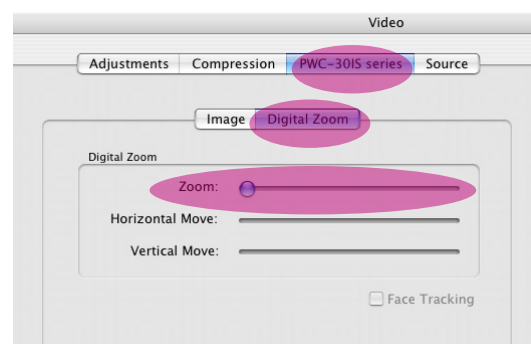 Video
Adjustments Compression PWC-30IS series Source
Image Digital Zoom
Digital Zoom
Zoom:
Horizontal Move:
Vertical Move:
Face Tracking